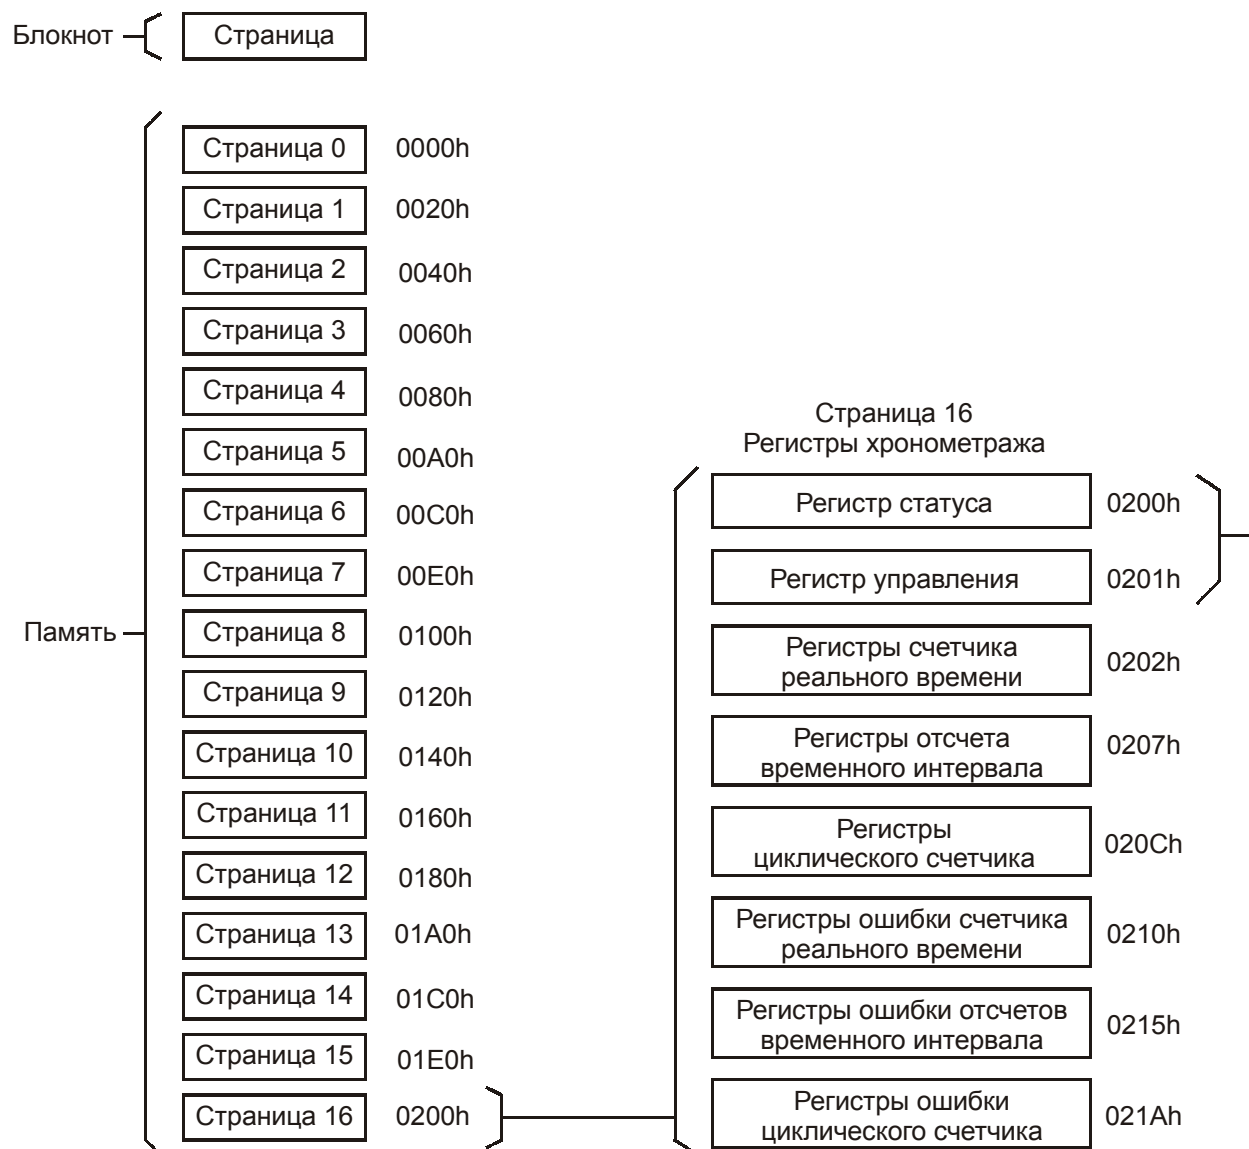 Блокнот
Страница
Память
Страница 0 0000h
Страница 1 0020h
Страница 2 0040h
Страница 3 0060h
Страница 4 0080h
Страница 5 00A0h
Страница 6 00C0h
Страница 7 00E0h
Страница 8 0100h
Страница 9 0120h
Страница 10 0140h
Страница 11 0160h
Страница 12 0180h
Страница 13 01A0h
Страница 14 01C0h
Страница 15 01E0h
Страница 16 0200h
Страница 16
Регистры хронометража
Регистр статуса 0200h
Регистр управления 0201h
Регистры счетчика
реального времени 0202h
Регистры отсчета
временного интервала 0207h
Регистры
циклического счетчика 020Ch
Регистры ошибки счетчика
реального времени 0210h
Регистры ошибки отсчетов
временного интервала 0215h
Регистры ошибки
циклического счетчика 021Ah